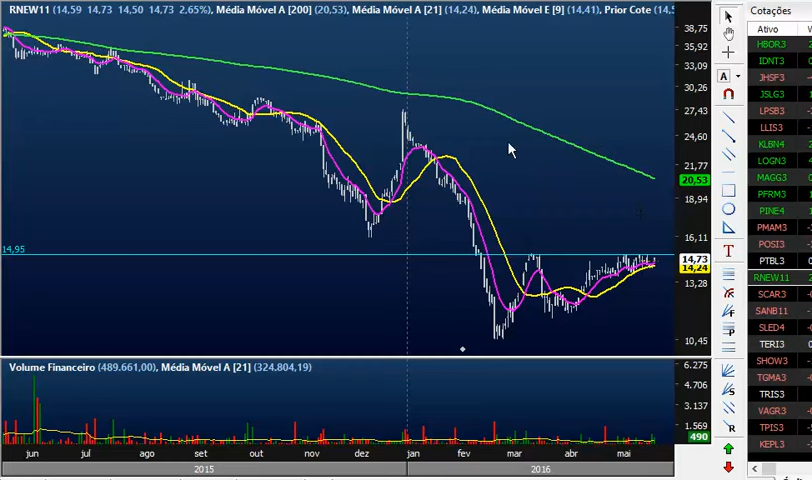 RNEW11 (14,59 14,73 14,50 14,73 2,65%), Média Móvel A [200] (20,53), Média Móvel A [21] (14,24), Média Móvel E [9] (14,41), Prior Cote (14,5
38,75
35,92
33,09
30,26
27,43
24,60
21,77
20,53
18,94
16,11
14,95
14,73
14,24
13,28
10,45
Volume Financeiro (489.661,00), Média Móvel A [21] (324.804,19)
6.275
4.706
3.137
1.569
490
jun jul ago set out nov dez jan fev mar abr mai
2015 2016
A
T
F
P
S
R
Cotações
Ativo
HBOR3
IDNT3
JHSF3
JSLG3
LPSB3
LLIS3
KLBN4
LOGN3
MAGG3
PFRM3
PINE4
PMAM3
POSI3
PTBL3
RNEW11 2
SCAR3
SANB11
SLED4
TERI3
SHOW3
TGMA3
TRIS3
VAGR3
TPIS3
KEPL3